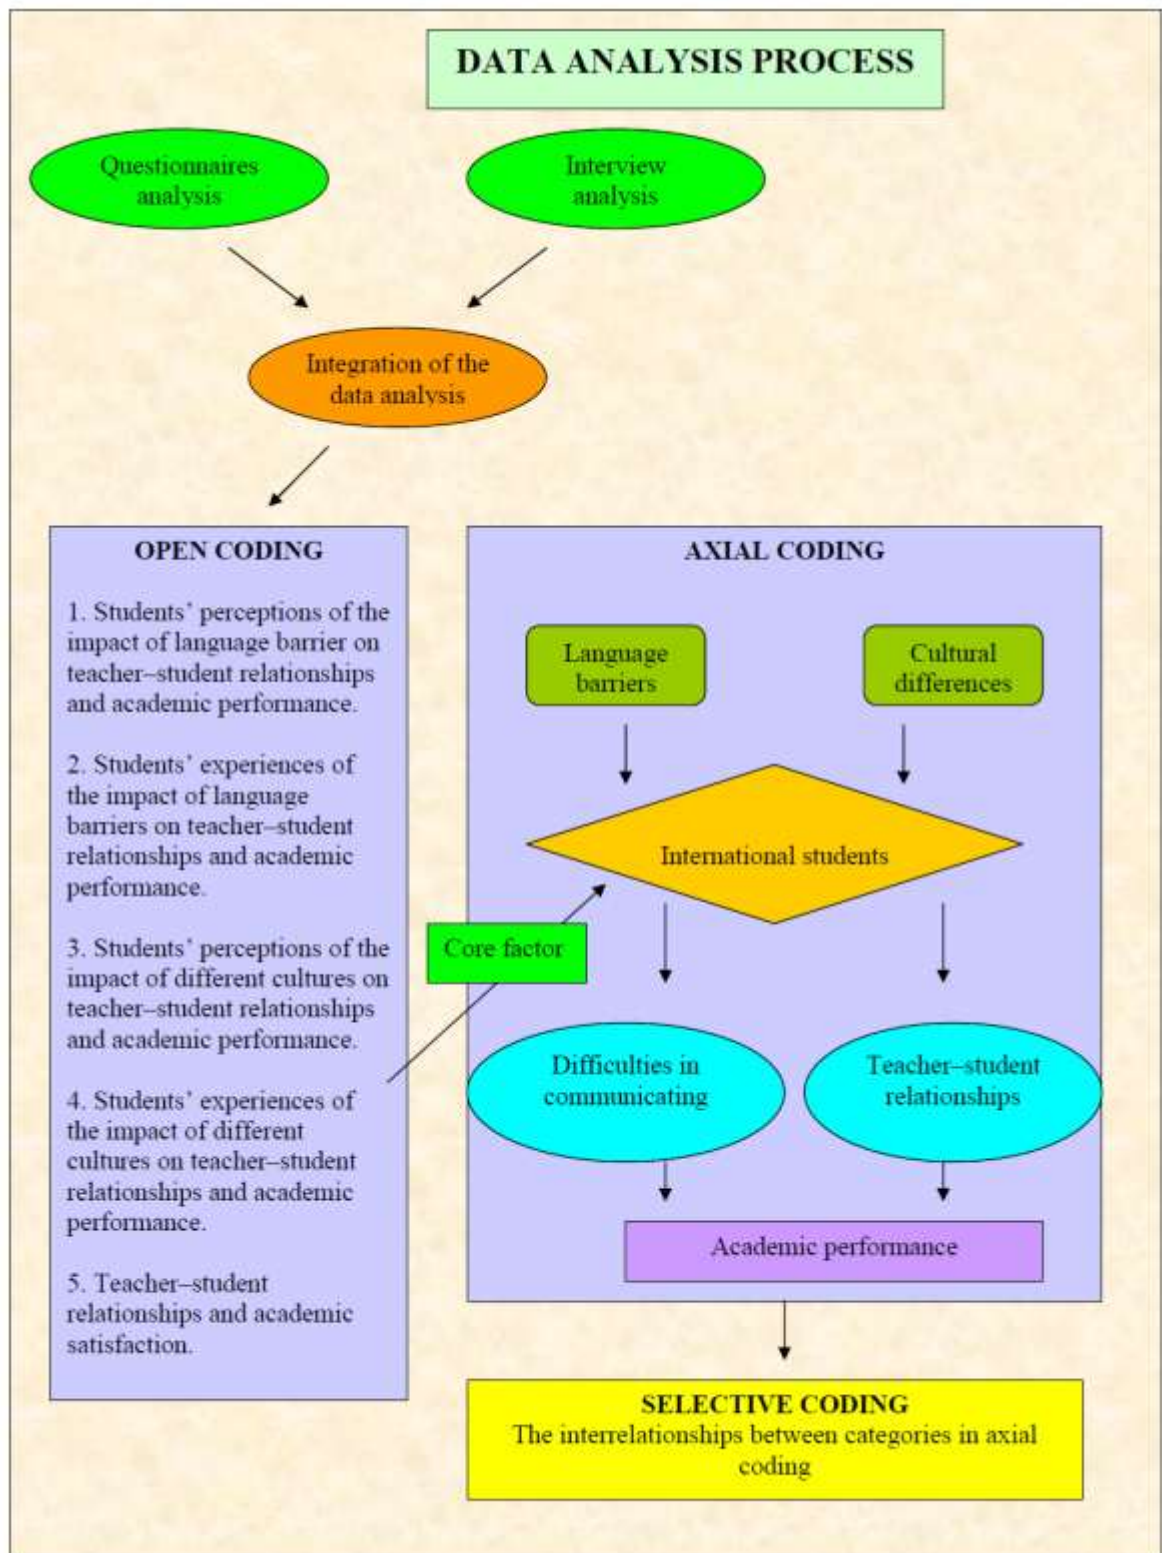 DATA ANALYSIS PROCESS
Questionnaires
analysis
Interview
analysis
Integration of the
data analysis
OPEN CODING
1. Students’ perceptions of the
impact of language barrier on
teacher–student relationships
and academic performance.
2. Students’ experiences of
the impact of language
barriers on teacher–student
relationships and academic
performance.
3. Students’ perceptions of the
impact of different cultures on
teacher–student relationships
and academic performance.
4. Students’ experiences of
the impact of different
cultures on teacher–student
relationships and academic
performance.
5. Teacher–student
relationships and academic
satisfaction.
Core factor
AXIAL CODING
Language
barriers
Cultural
differences
International students
Difficulties in
communicating
Teacher–student
relationships
Academic performance
SELECTIVE CODING
The interrelationships between categories in axial
coding